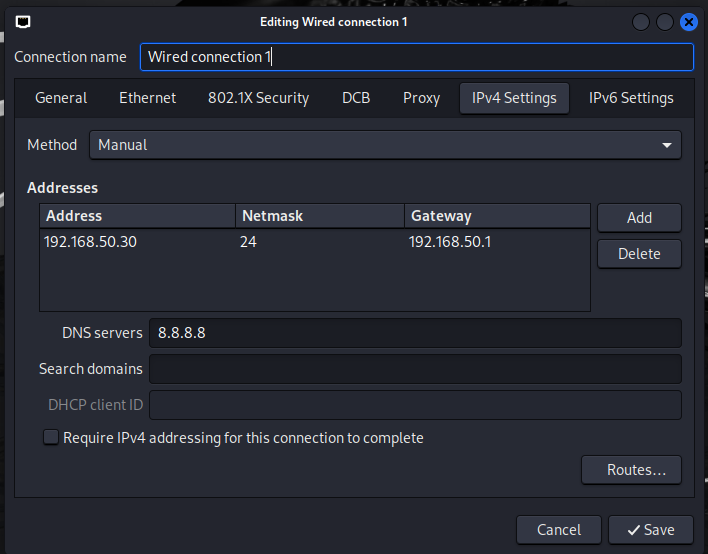 Editing Wired connection 1
Connection name Wired connection 1
General Ethernet 802.1X Security DCB Proxy IPv4 Settings IPv6 Settings
Method Manual
Addresses
Address Netmask Gateway Add
192.168.50.30 24 192.168.50.1
Delete
DNS servers 8.8.8.8
Search domains
DHCP client ID
Require IPv4 addressing for this connection to complete
Routes…
Cancel Save